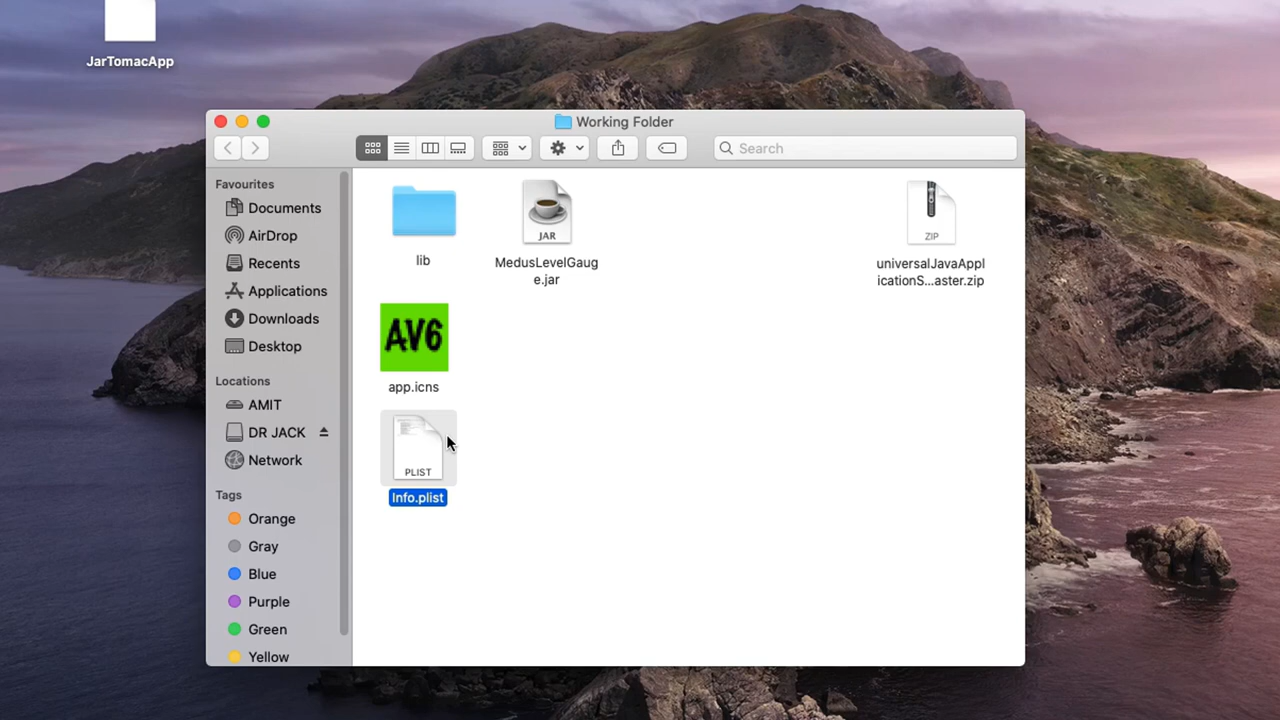 JarTomacApp
Working Folder
Search
Favourites
Documents
AirDrop
Recents
Applications
Downloads
Desktop
Locations
AMIT
DR JACK
Network
Tags
Orange
Gray
Blue
Purple
Green
Yellow
lib
JAR
MedusLevelGaug
e.jar
ZIP
universalJavaAppl
icationS...aster.zip
AV6
app.icns
PLIST
Info.plist